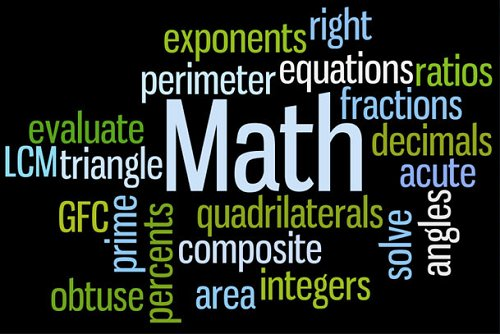 exponents right
perimeter equations ratios
Math fractions
evaluate decimals
LCM triangle acute
GFC prime percents quadrilaterals solve angles
composite
obtuse area integers